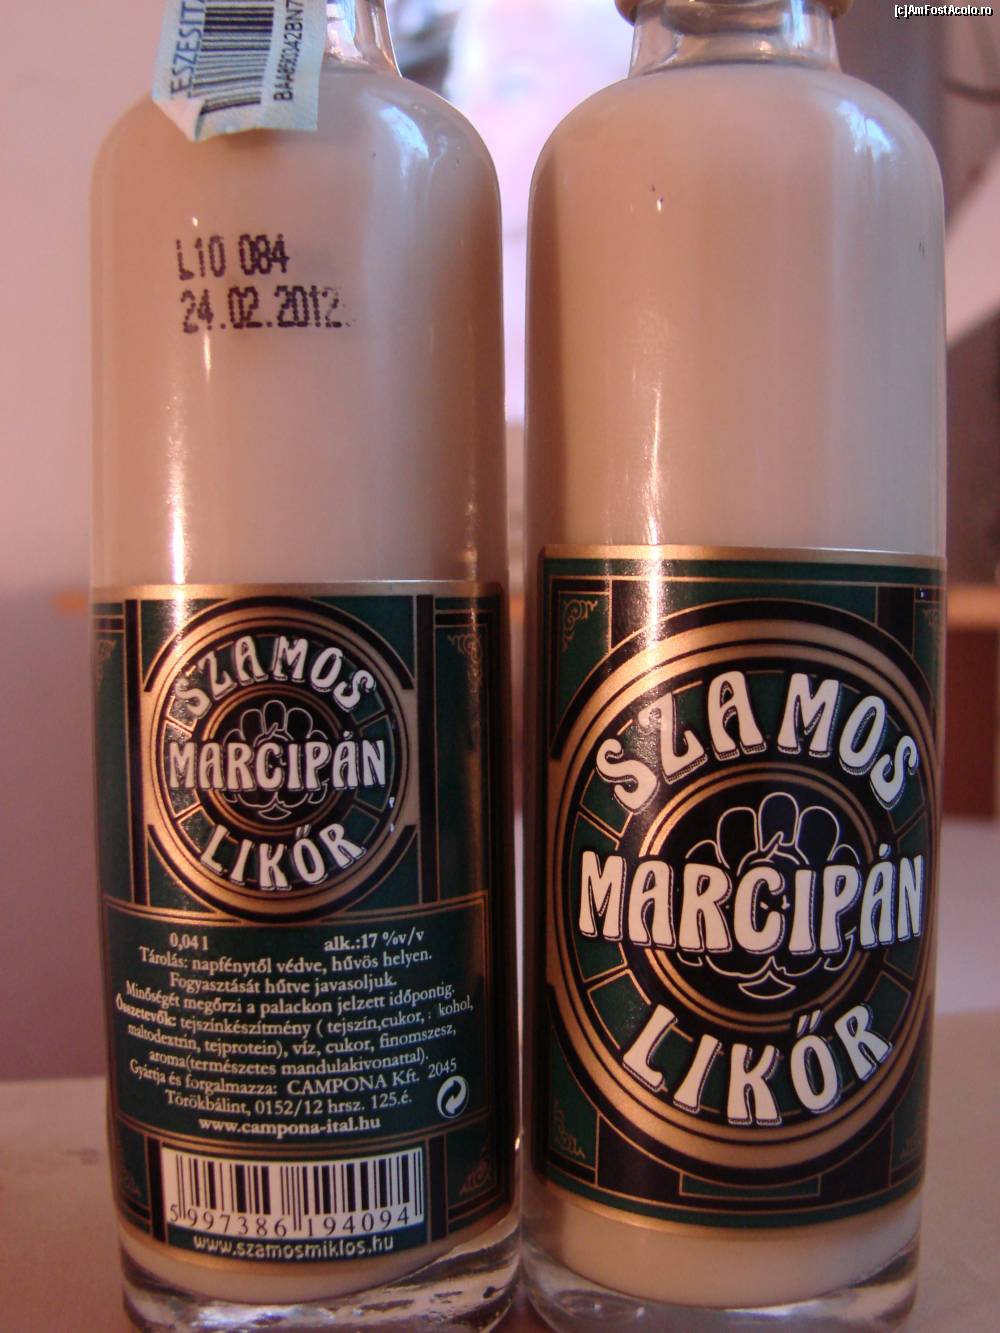 [c]AmFostAcolo.ro
BAA8680042BN7
L10 084
24.02.2012
SZAMOS
MARCIPÁN
LIKŐR
0,04 l alk.:17 %v/v
Tárolás: napfénytől védve, hűvös helyen.
Fogyasztását hűtve javasoljuk.
Minőségét megőrzi a palackon jelzett időpontig.
Összetevők: tejszínkészítmény ( tejszín,cukor, kohol,
maltodextrin, tejprotein), víz, cukor, finomszesz,
aroma(természetes mandulakivonattal).
Gyártja és forgalmazza: CAMPONA Kft. 2045
Törökbálint, 0152/12 hrsz. 125.é.
www.campona-ital.hu
5 997386 194094
www.szamosmiklos.hu
SZAMOS
MARCIPÁN
LIKŐR